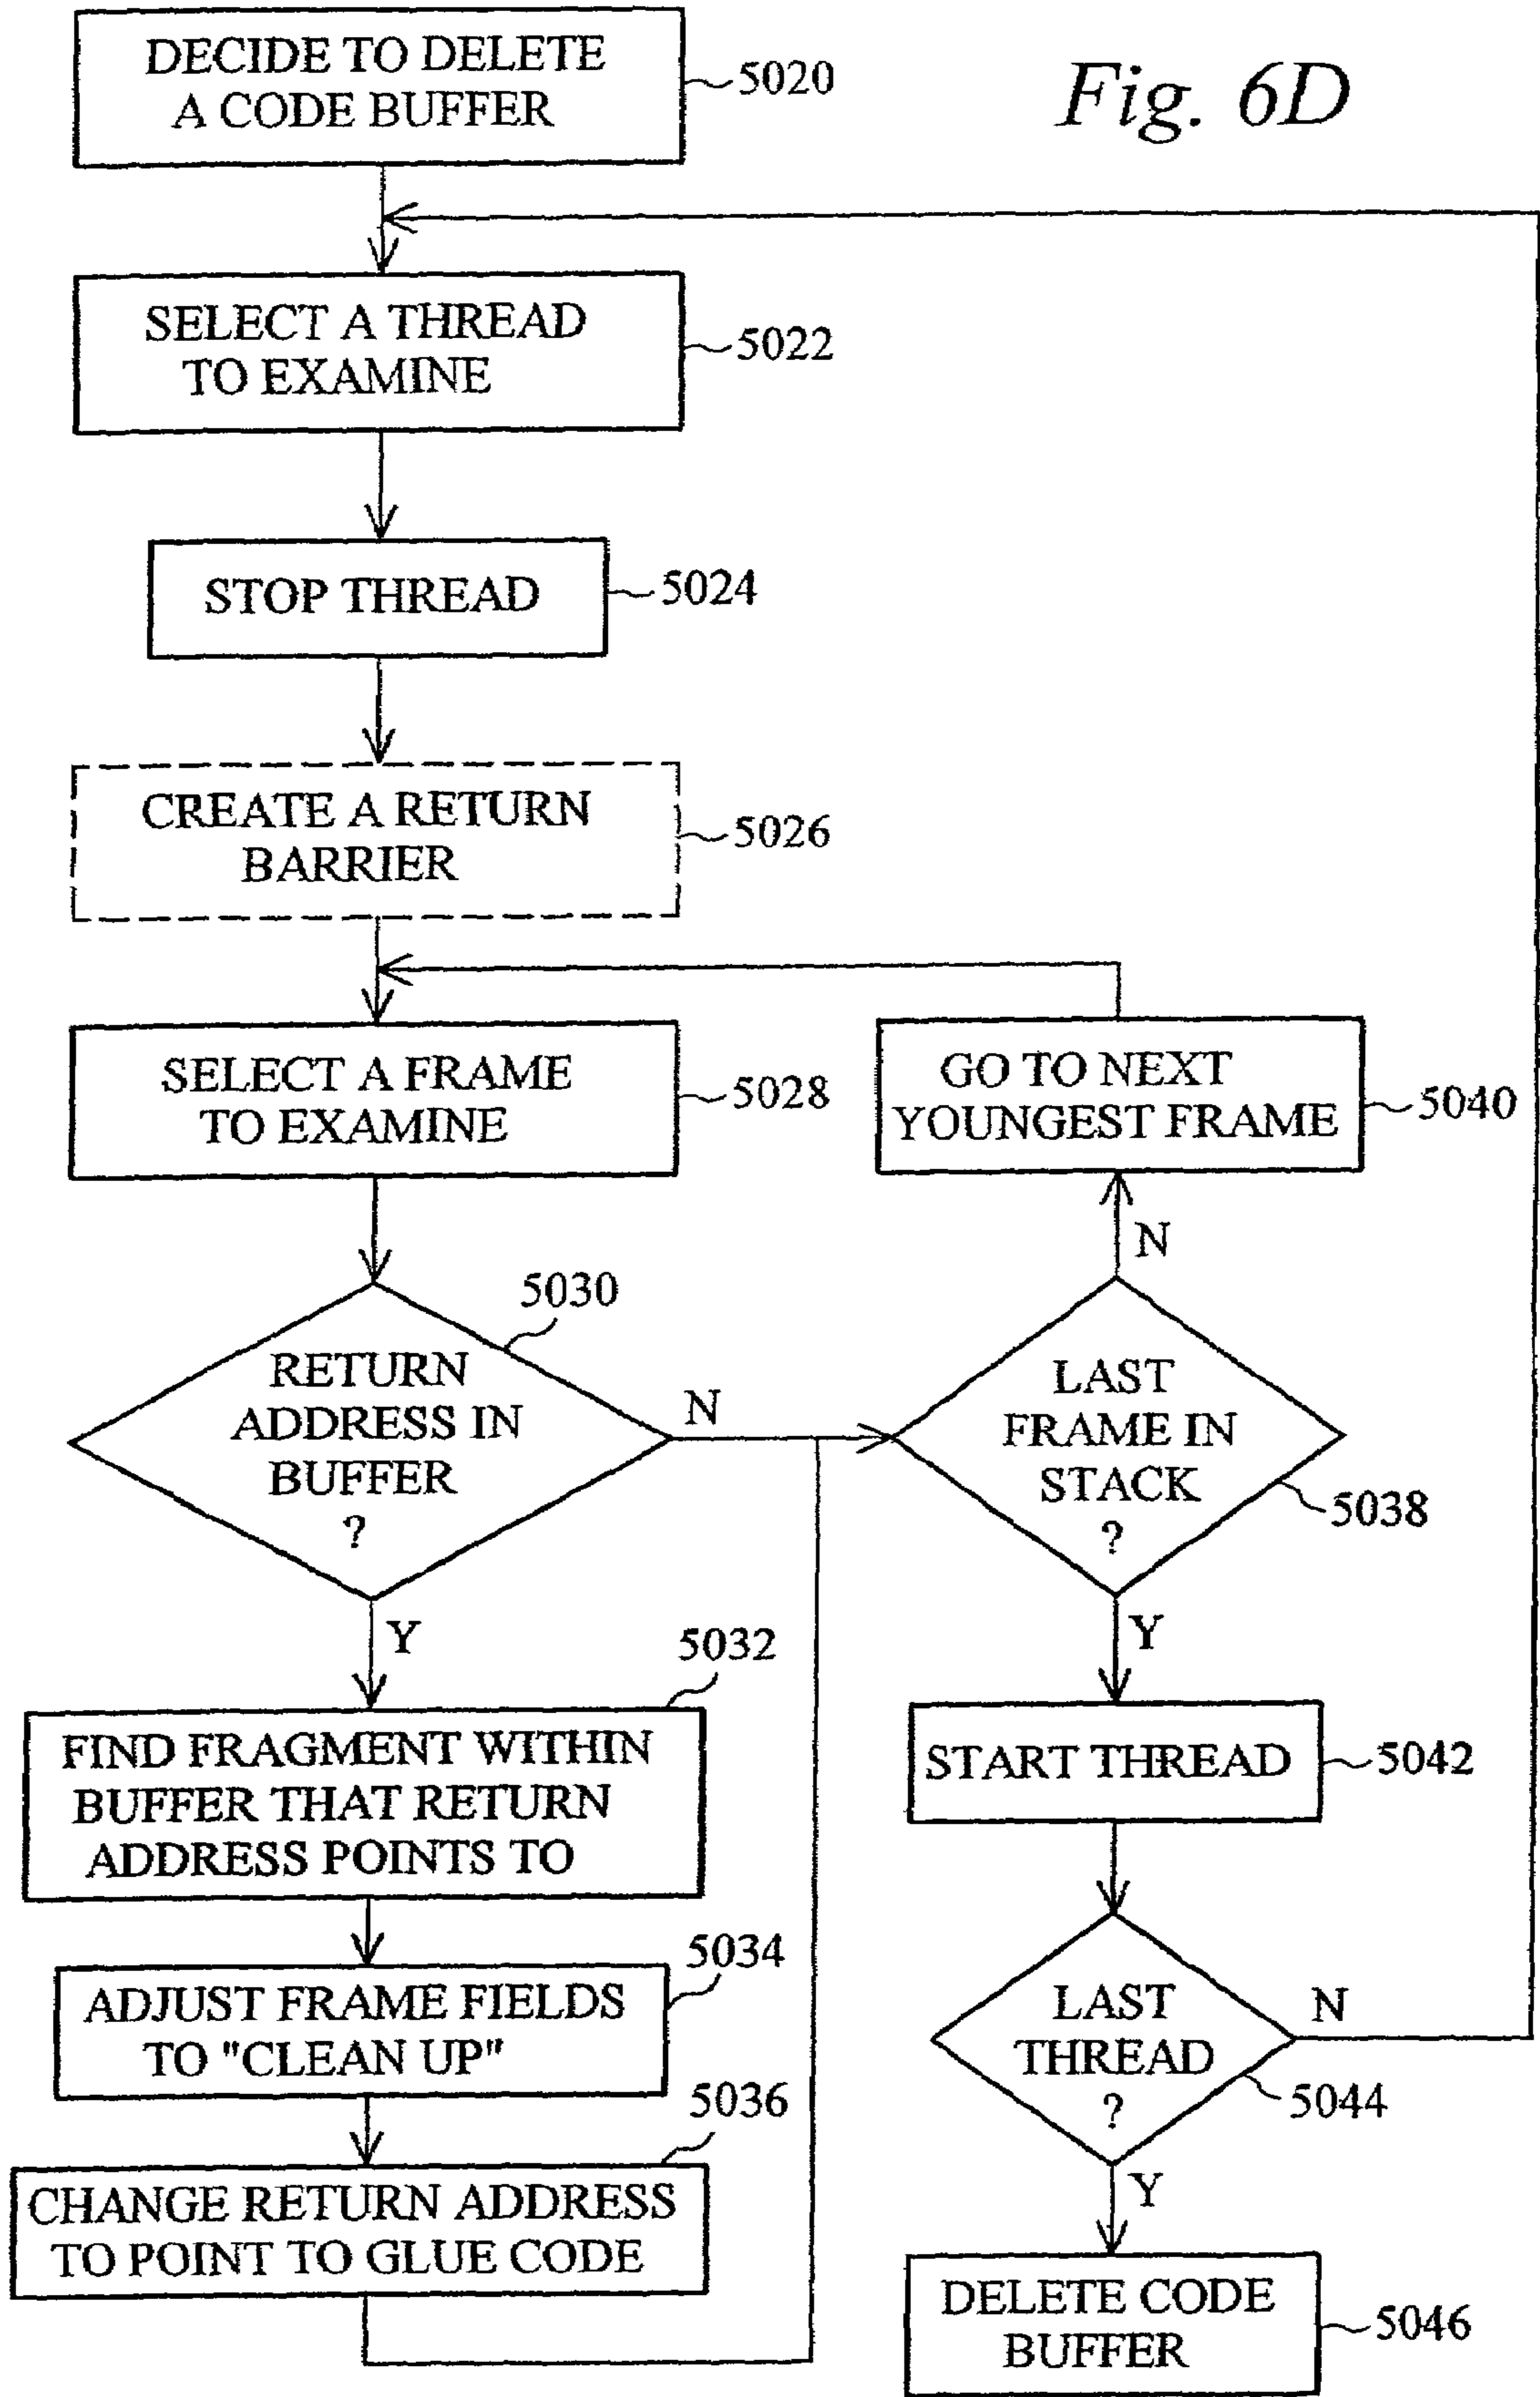 Fig. 6D
DECIDE TO DELETE
A CODE BUFFER
5020
SELECT A THREAD
TO EXAMINE
5022
STOP THREAD
5024
CREATE A RETURN
BARRIER
5026
SELECT A FRAME
TO EXAMINE
5028
GO TO NEXT
YOUNGEST FRAME
5040
N
5030
RETURN
ADDRESS IN
BUFFER
?
N
LAST
FRAME IN
STACK
?
5038
Y
Y
5032
FIND FRAGMENT WITHIN
BUFFER THAT RETURN
ADDRESS POINTS TO
START THREAD
5042
5034
ADJUST FRAME FIELDS
TO "CLEAN UP"
LAST
THREAD
?
N
5044
5036
CHANGE RETURN ADDRESS
TO POINT TO GLUE CODE
Y
DELETE CODE
BUFFER
5046